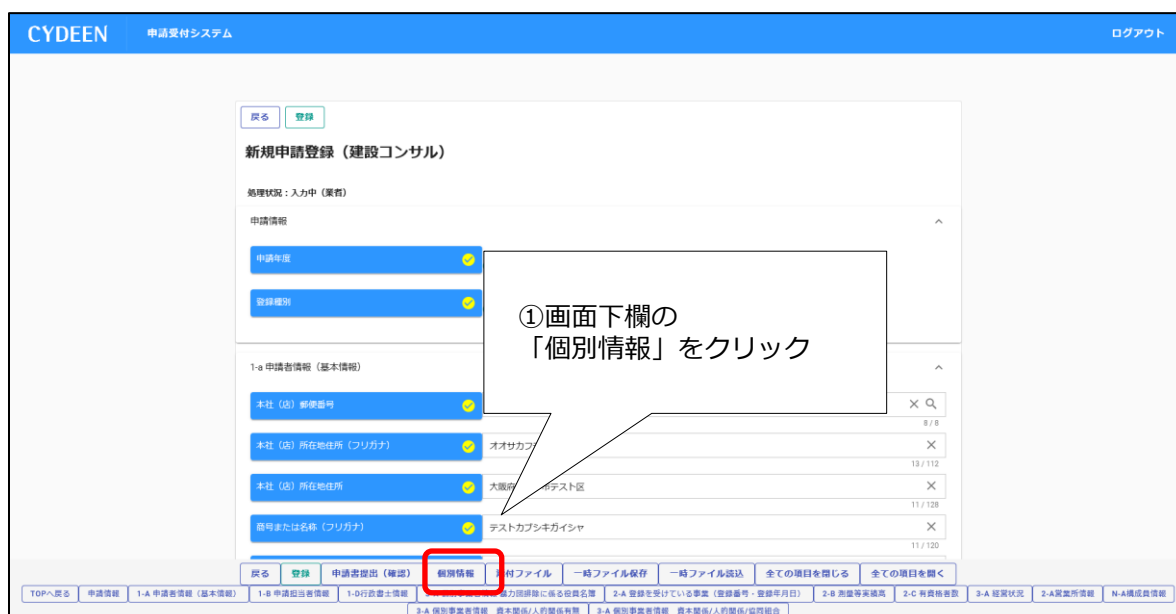 CYDEEN 申請受付システム ログアウト
戻る 登録
新規申請登録（建設コンサル）
処理状況：入力中（業者）
申請情報
申請年度
登録種別
①画面下欄の
「個別情報」をクリック
1-a 申請者情報（基本情報）
本社（店）郵便番号
8 / 8
本社（店）所在地住所（フリガナ） オオサカフ
13 / 112
本社（店）所在地住所 大阪府 テスト区
11 / 128
商号または名称（フリガナ） テストカブシキガイシャ
11 / 120
戻る 登録 申請書提出（確認） 個別情報 付ファイル 一時ファイル保存 一時ファイル読込 全ての項目を閉じる 全ての項目を開く
TOPへ戻る 申請情報 1-A 申請者情報（基本情報） 1-B 申請担当者情報 1-D行政書士情報 暴力団排除に係る役員名簿 2-A 登録を受けている事業（登録番号・登録年月日） 2-B 測量等実績高 2-C 有資格者数 3-A 経営状況 2-A営業所情報 N-A構成員情報
3-A 個別事業者情報 資本関係/人的関係有無 3-A 個別事業者情報 資本関係/人的関係/協同組合